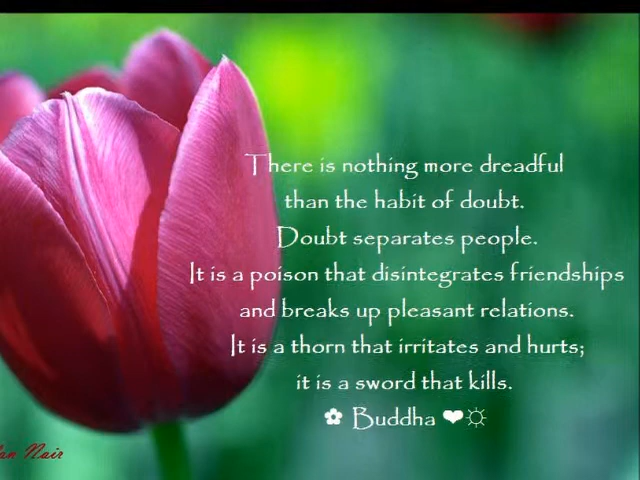 There is nothing more dreadful
than the habit of doubt.
Doubt separates people.
It is a poison that disintegrates friendships
and breaks up pleasant relations.
It is a thorn that irritates and hurts;
it is a sword that kills.
✿ Buddha ❤☼
Nair